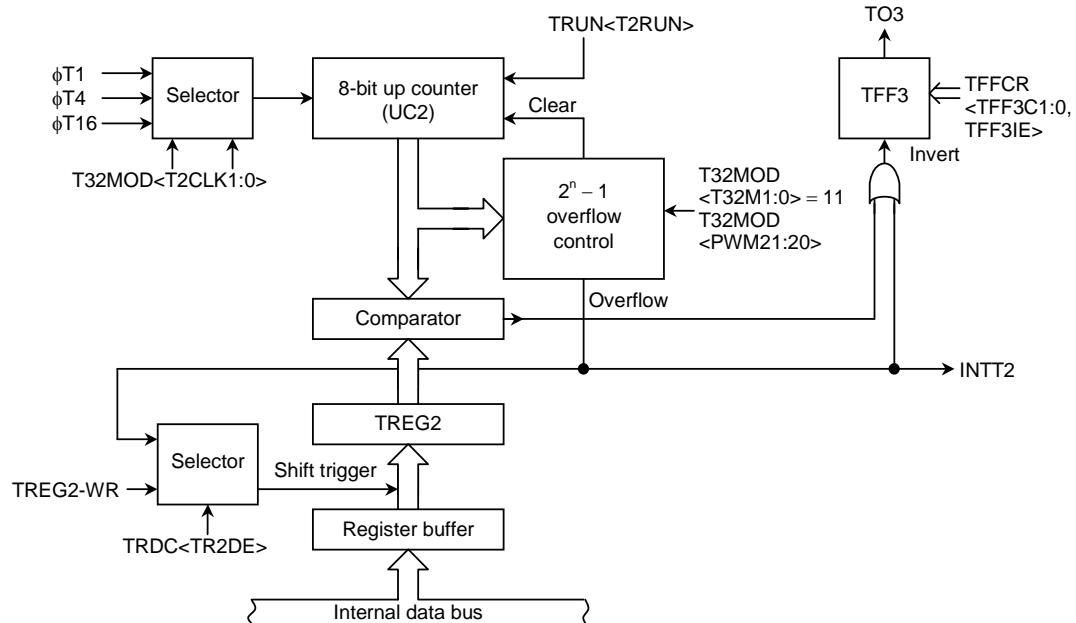 TO3
TRUN<T2RUN>
ϕT1
ϕT4
ϕT16
Selector
8-bit up counter
(UC2)
TFF3
TFFCR
<TFF3C1:0,
TFF3IE>
Clear
Invert
T32MOD<T2CLK1:0>
2ⁿ − 1
overflow
control
T32MOD
<T32M1:0> = 11
T32MOD
<PWM21:20>
Overflow
Comparator
INTT2
TREG2
Selector
Shift trigger
TREG2-WR
Register buffer
TRDC<TR2DE>
Internal data bus